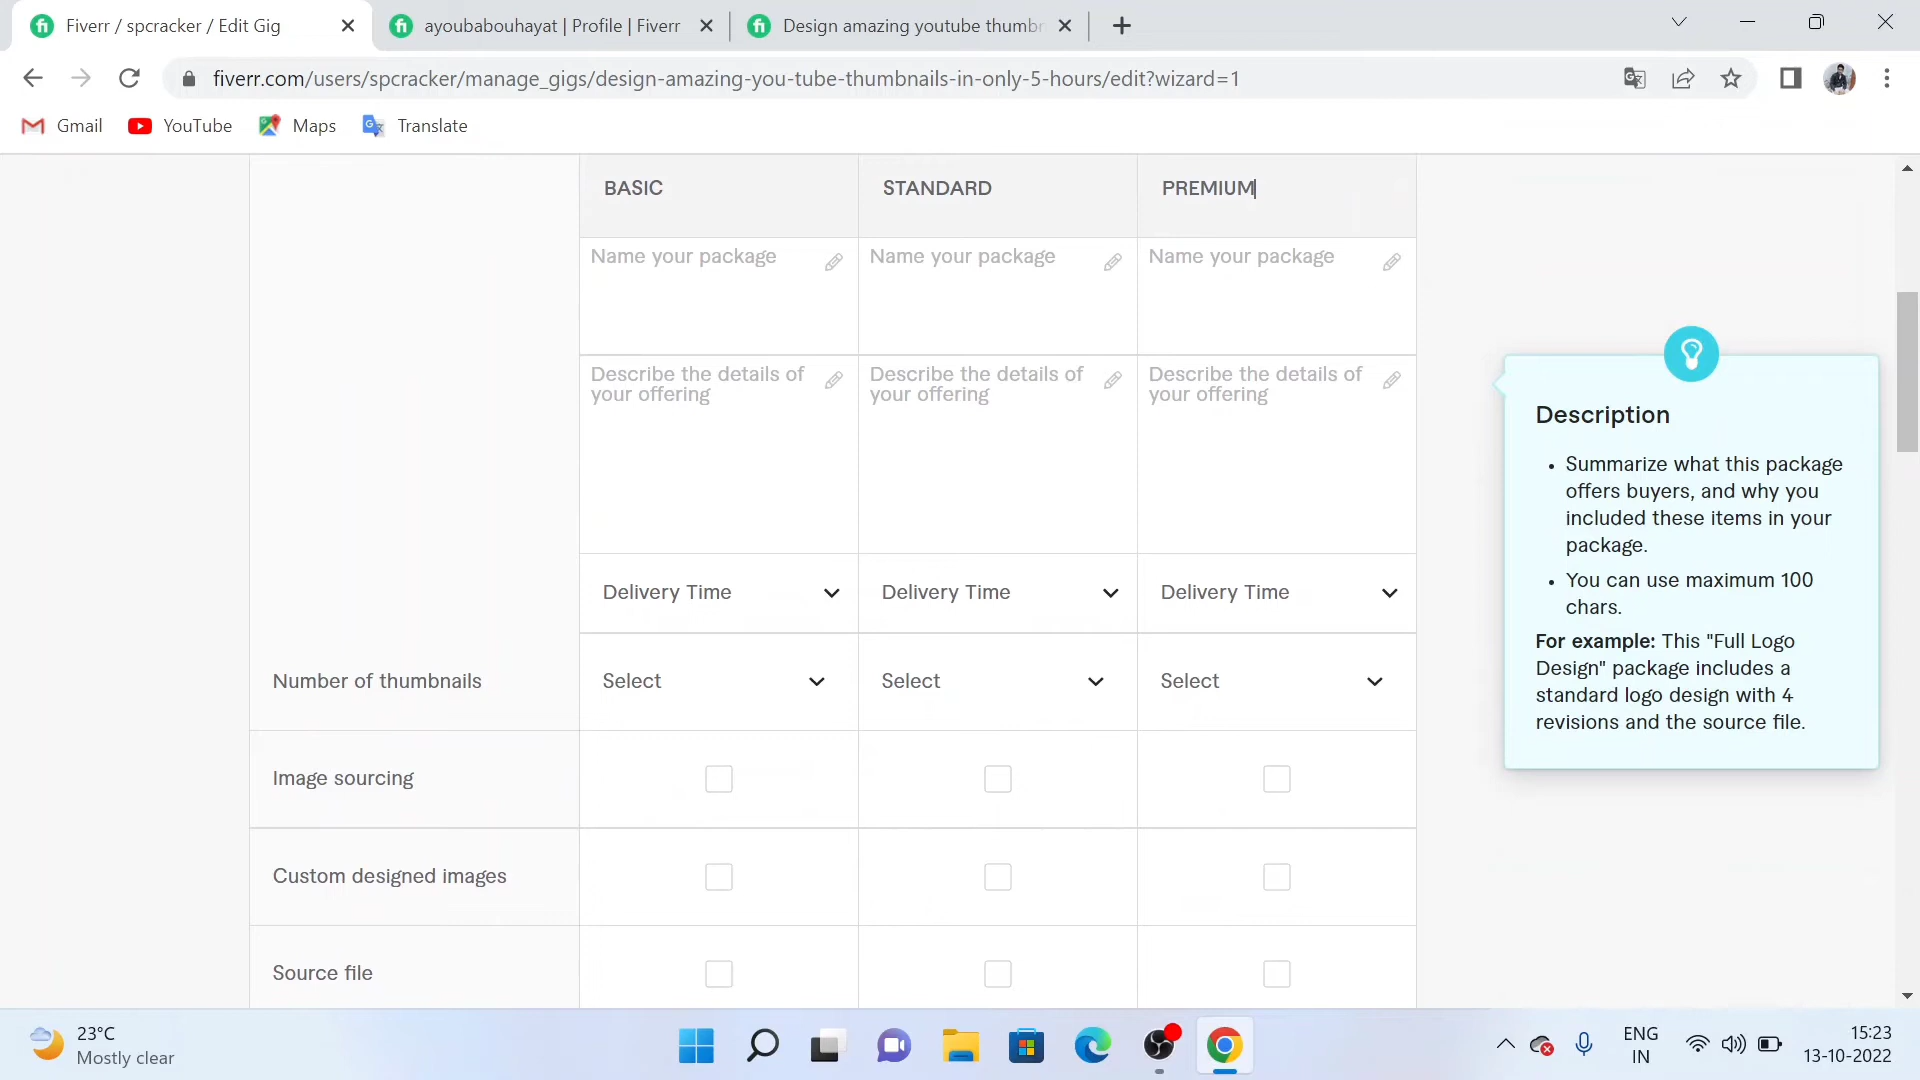 Fiverr / spcracker / Edit Gig
ayoubabouhayat | Profile | Fiverr
Design amazing youtube thumbn
fiverr.com/users/spcracker/manage_gigs/design-amazing-you-tube-thumbnails-in-only-5-hours/edit?wizard=1
Gmail YouTube Maps Translate
BASIC STANDARD PREMIUM
Name your package Name your package Name your package
Describe the details of Describe the details of Describe the details of
your offering your offering your offering
Delivery Time Delivery Time Delivery Time
Number of thumbnails Select Select Select
Image sourcing
Custom designed images
Source file
Description
• Summarize what this package
offers buyers, and why you
included these items in your
package.
• You can use maximum 100
chars.
For example: This "Full Logo
Design" package includes a
standard logo design with 4
revisions and the source file.
23°C
Mostly clear
ENG
IN
15:23
13-10-2022